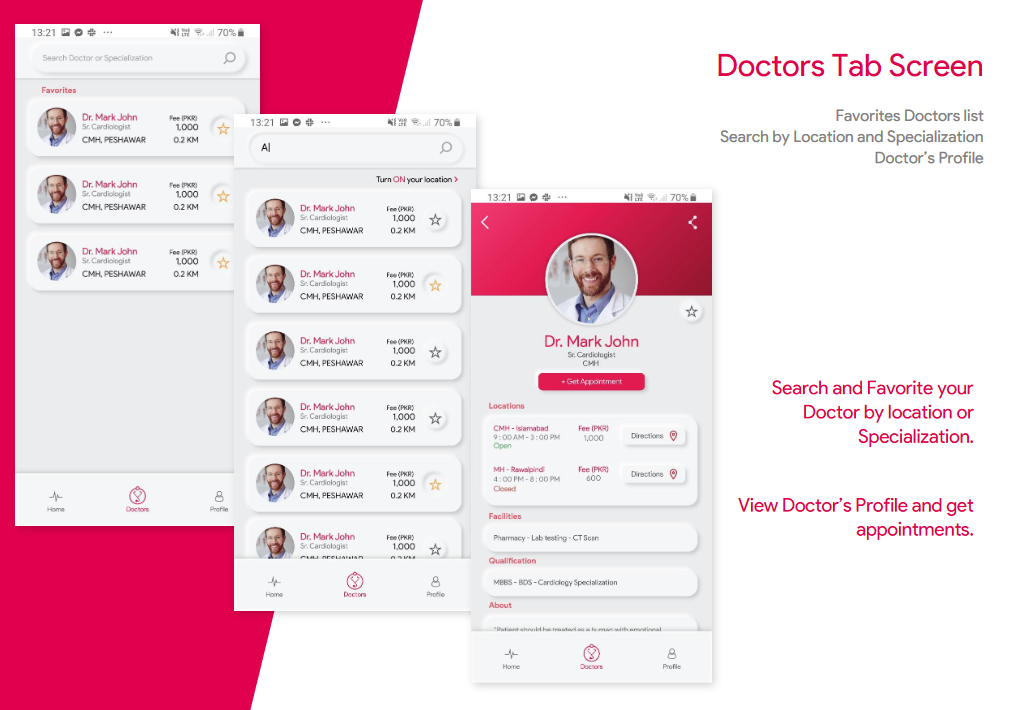 13:21
70%
Search Doctor or Specialization
Favorites
Dr. Mark John
Sr. Cardiologist
CMH, PESHAWAR
Fee (PKR)
1,000
0.2 KM
Dr. Mark John
Sr. Cardiologist
CMH, PESHAWAR
Fee (PKR)
1,000
0.2 KM
Dr. Mark John
Sr. Cardiologist
CMH, PESHAWAR
Fee (PKR)
1,000
0.2 KM
Home
Doctors
Profile
13:21
70%
A|
Turn ON your location >
Dr. Mark John
Sr. Cardiologist
CMH, PESHAWAR
Fee (PKR)
1,000
0.2 KM
Dr. Mark John
Sr. Cardiologist
CMH, PESHAWAR
Fee (PKR)
1,000
0.2 KM
Dr. Mark John
Sr. Cardiologist
CMH, PESHAWAR
Fee (PKR)
1,000
0.2 KM
Dr. Mark John
Sr. Cardiologist
CMH, PESHAWAR
Fee (PKR)
1,000
0.2 KM
Dr. Mark John
Sr. Cardiologist
CMH, PESHAWAR
Fee (PKR)
1,000
0.2 KM
Dr. Mark John
Sr. Cardiologist
CMH, PESHAWAR
Fee (PKR)
1,000
0.2 KM
Home
Doctors
Profile
13:21
70%
Dr. Mark John
Sr. Cardiologist
CMH
+ Get Appointment
Locations
CMH - Islamabad
9 : 00 AM - 3 : 00 PM
Open
Fee (PKR)
1,000
Directions
MH - Rawalpindi
4 : 00 PM - 8 : 00 PM
Closed
Fee (PKR)
600
Directions
Facilities
Pharmacy - Lab testing - CT Scan
Qualification
MBBS - BDS - Cardiology Specialization
About
"Patient should be treated as a human with emotional
Home
Doctors
Profile
Doctors Tab Screen
Favorites Doctors list
Search by Location and Specialization
Doctor's Profile
Search and Favorite your
Doctor by location or
Specialization.
View Doctor's Profile and get
appointments.